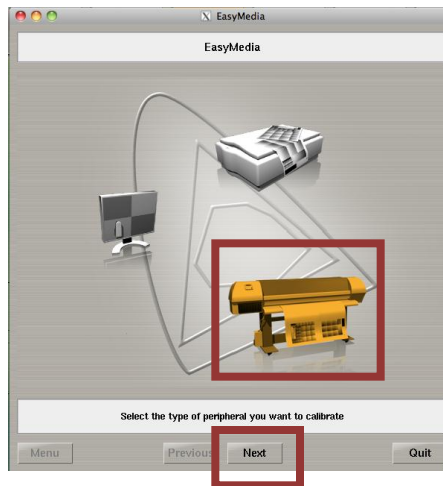 EasyMedia
EasyMedia
Select the type of peripheral you want to calibrate
Menu Previous Next Quit